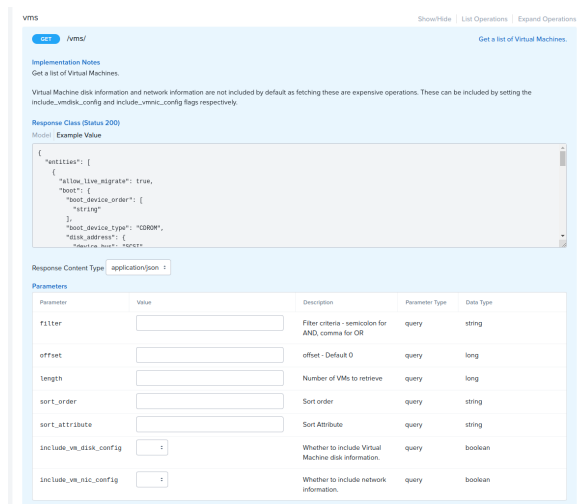 vms
Show/Hide | List Operations | Expand Operations
GET /vms/ Get a list of Virtual Machines.
Implementation Notes
Get a list of Virtual Machines.
Virtual Machine disk information and network information are not included by default as fetching these are expensive operations. These can be included by setting the
include_vmdisk_config and include_vmnic_config flags respectively.
Response Class (Status 200)
Model | Example Value
{
"entities": [
{
"allow_live_migrate": true,
"boot": {
"boot_device_order": [
"string"
],
"boot_device_type": "CDROM",
"disk_address": {
"device_bus": "SCSI"
Response Content Type application/json
Parameters
Parameter Value Description Parameter Type Data Type
filter Filter criteria - semicolon for query string
AND, comma for OR
offset offset - Default 0 query long
length Number of VMs to retrieve query long
sort_order Sort order query string
sort_attribute Sort Attribute query string
include_vm_disk_config Whether to include Virtual query boolean
Machine disk information.
include_vm_nic_config Whether to include network query boolean
information.